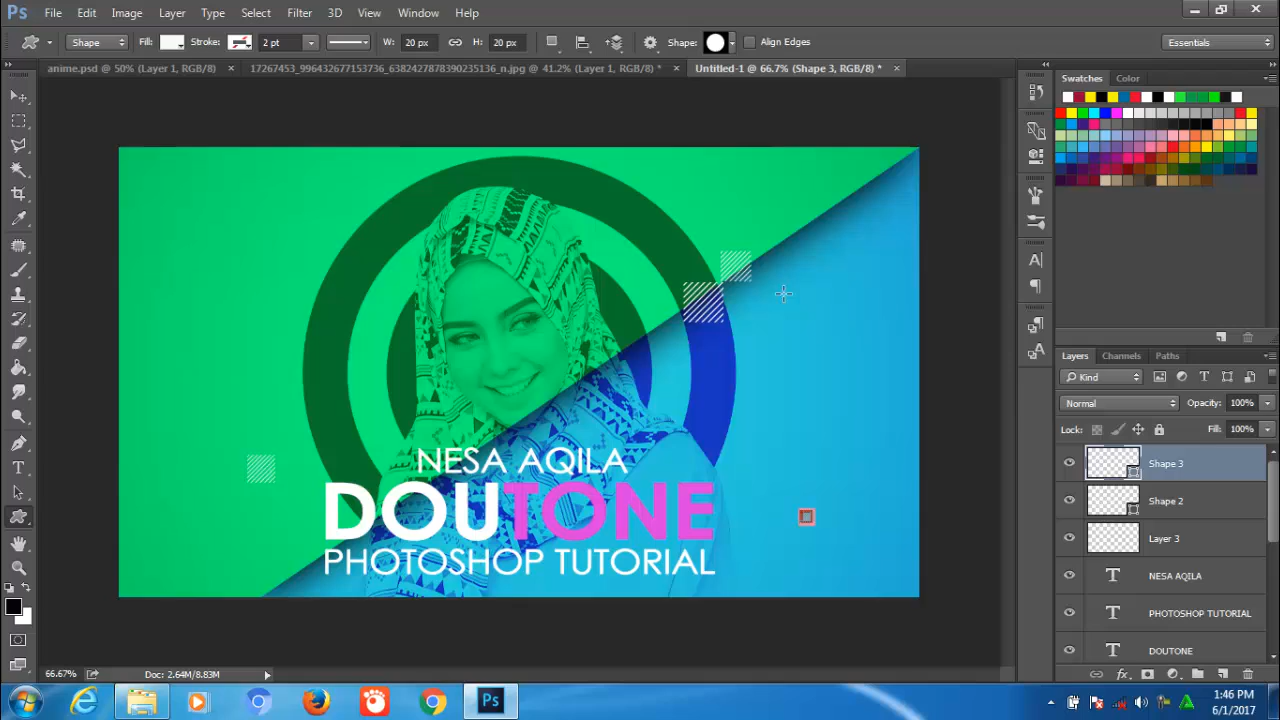 Ps File Edit Image Layer Type Select Filter 3D View Window Help
Shape Fill: Stroke: 2 pt W: 20 px H: 20 px Shape: Align Edges Essentials
anime.psd @ 50% (Layer 1, RGB/8) 17267453_996432677153736_6382427878390235136_n.jpg @ 41.2% (Layer 1, RGB/8) * Untitled-1 @ 66.7% (Shape 3, RGB/8) *
Swatches Color
NESA AQILA
DOUTONE
PHOTOSHOP TUTORIAL
Layers Channels Paths
Kind
Normal Opacity: 100%
Lock: Fill: 100%
Shape 3
Shape 2
Layer 3
NESA AQILA
PHOTOSHOP TUTORIAL
DOUTONE
66.67% Doc: 2.64M/8.83M
Ps
1:46 PM
6/1/2017